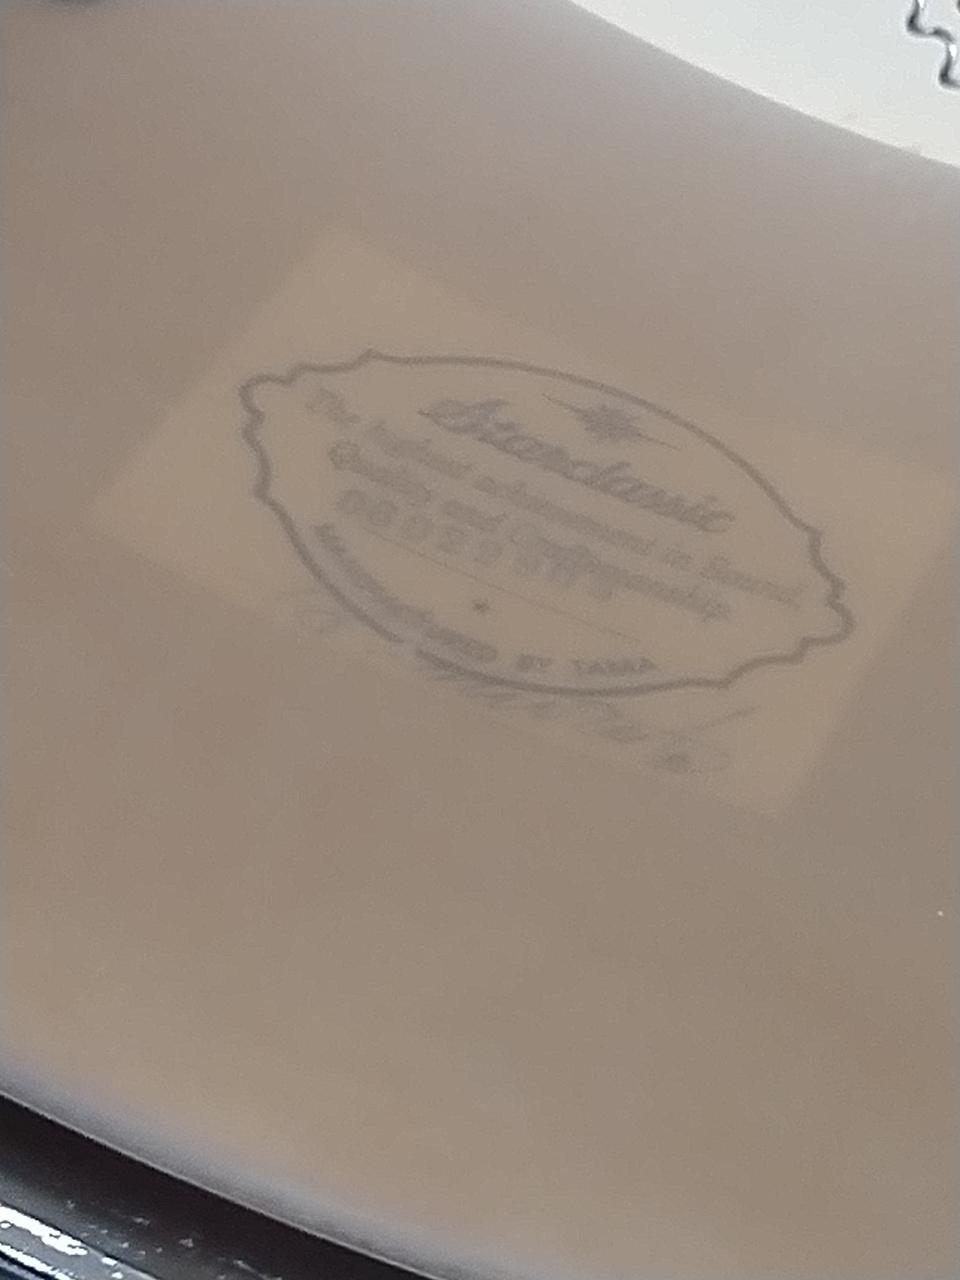 Starclassic
The highest achievement in Sound,
Quality and Craftsmanship
MANUFACTURED BY TAMA